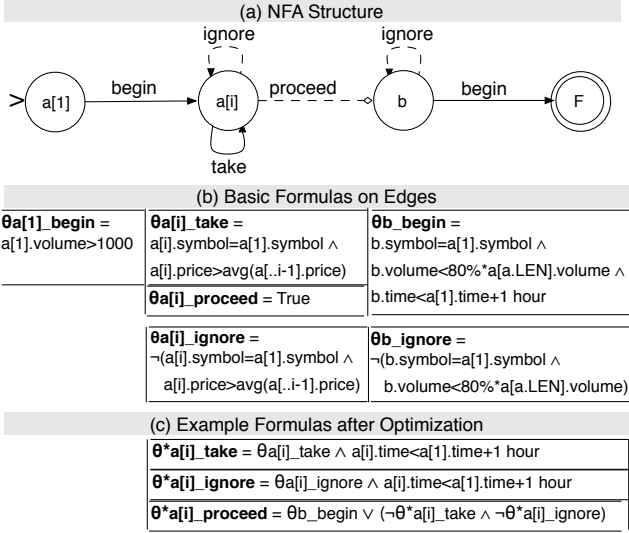 (a) NFA Structure
ignore
ignore
>
a[1]
begin
a[i]
proceed
b
begin
F
take
(b) Basic Formulas on Edges
θa[1]_begin =
a[1].volume>1000
θa[i]_take =
a[i].symbol=a[1].symbol ∧
a[i].price>avg(a[..i-1].price)
θa[i]_proceed = True
θb_begin =
b.symbol=a[1].symbol ∧
b.volume<80%*a[a.LEN].volume ∧
b.time<a[1].time+1 hour
θa[i]_ignore =
¬(a[i].symbol=a[1].symbol ∧
a[i].price>avg(a[..i-1].price)
θb_ignore =
¬(b.symbol=a[1].symbol ∧
b.volume<80%*a[a.LEN].volume)
(c) Example Formulas after Optimization
θ*a[i]_take = θa[i]_take ∧ a[i].time<a[1].time+1 hour
θ*a[i]_ignore = θa[i]_ignore ∧ a[i].time<a[1].time+1 hour
θ*a[i]_proceed = θb_begin ∨ (¬θ*a[i]_take ∧ ¬θ*a[i]_ignore)